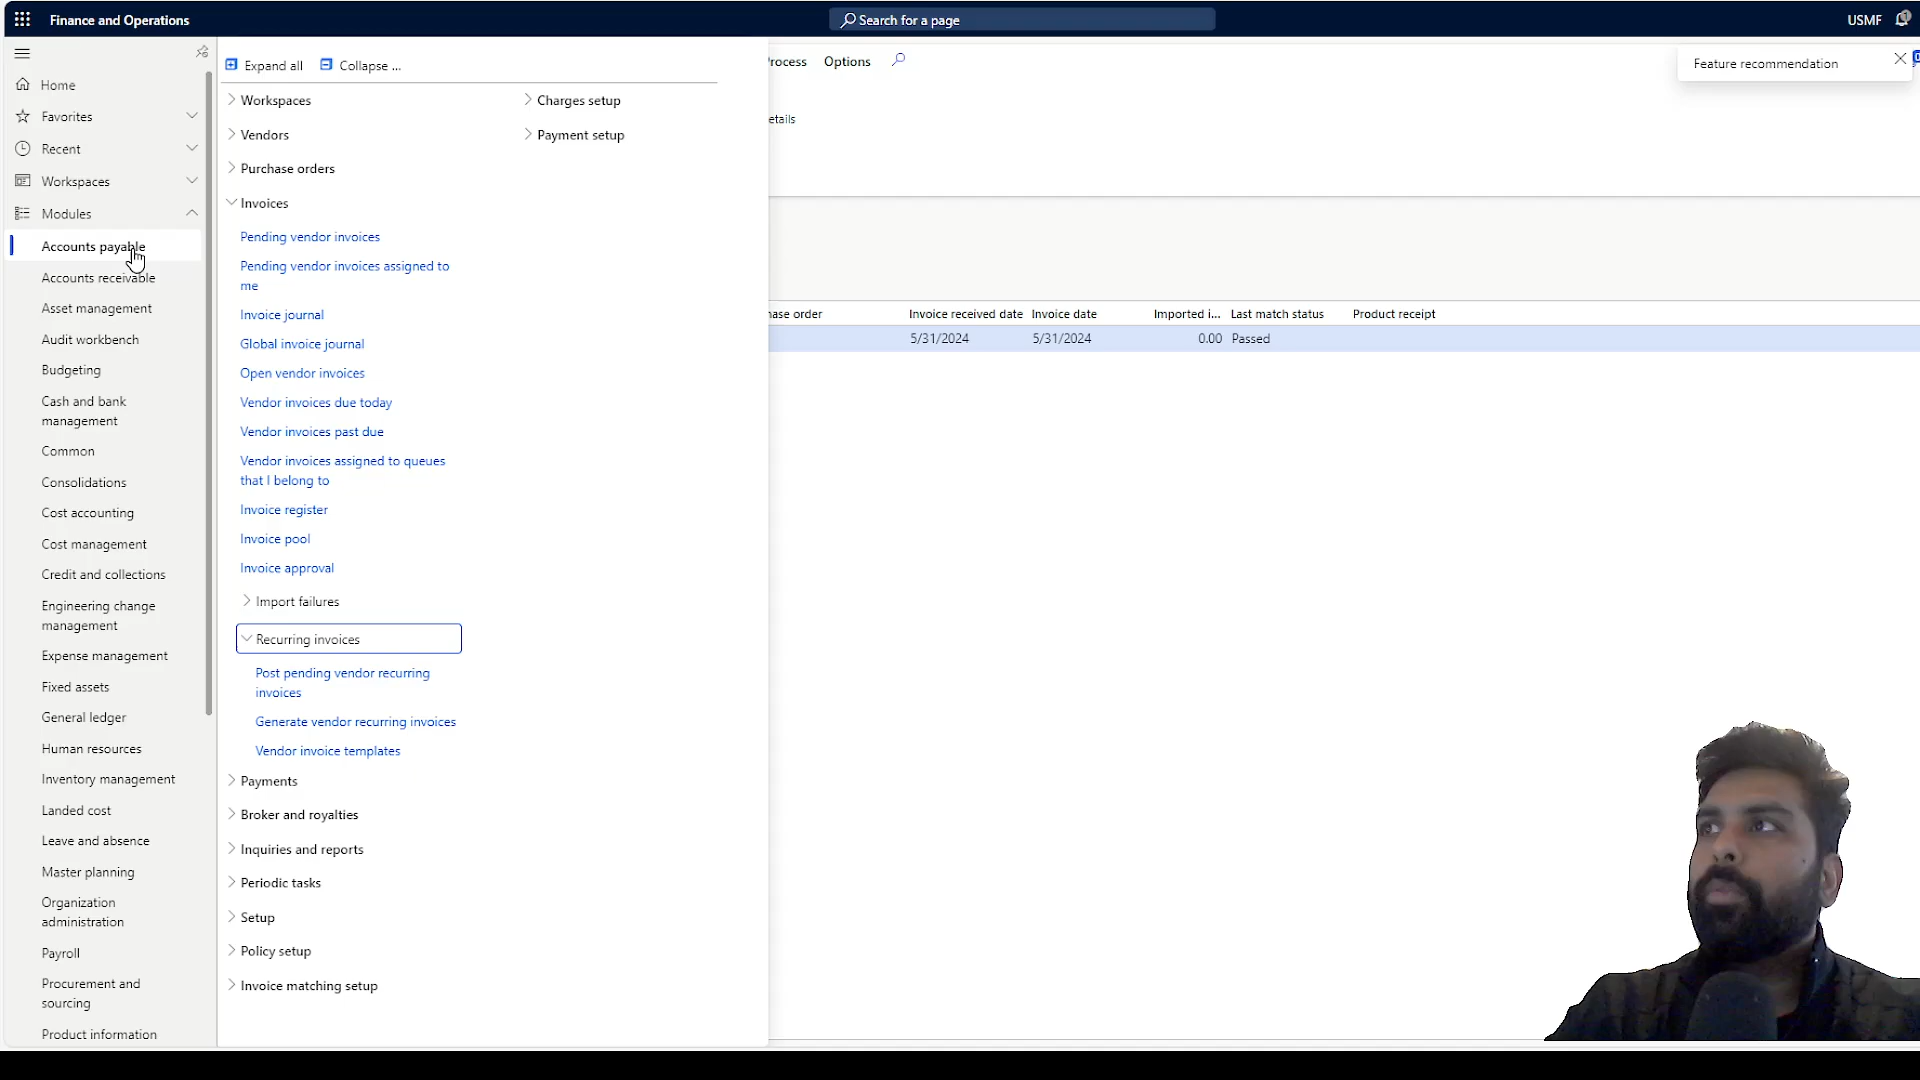 Finance and Operations
Search for a page
USMF
Expand all
Collapse ...
rocess
Options
Feature recommendation
Home
Favorites
Recent
Workspaces
Modules
Accounts payable
Accounts receivable
Asset management
Audit workbench
Budgeting
Cash and bank
management
Common
Consolidations
Cost accounting
Cost management
Credit and collections
Engineering change
management
Expense management
Fixed assets
General ledger
Human resources
Inventory management
Landed cost
Leave and absence
Master planning
Organization
administration
Payroll
Procurement and
sourcing
Product information
Workspaces
Vendors
Purchase orders
Invoices
Pending vendor invoices
Pending vendor invoices assigned to
me
Invoice journal
Global invoice journal
Open vendor invoices
Vendor invoices due today
Vendor invoices past due
Vendor invoices assigned to queues
that I belong to
Invoice register
Invoice pool
Invoice approval
Import failures
Recurring invoices
Post pending vendor recurring
invoices
Generate vendor recurring invoices
Vendor invoice templates
Payments
Broker and royalties
Inquiries and reports
Periodic tasks
Setup
Policy setup
Invoice matching setup
Charges setup
Payment setup
etails
ase order Invoice received date Invoice date Imported i... Last match status Product receipt
5/31/2024 5/31/2024 0.00 Passed